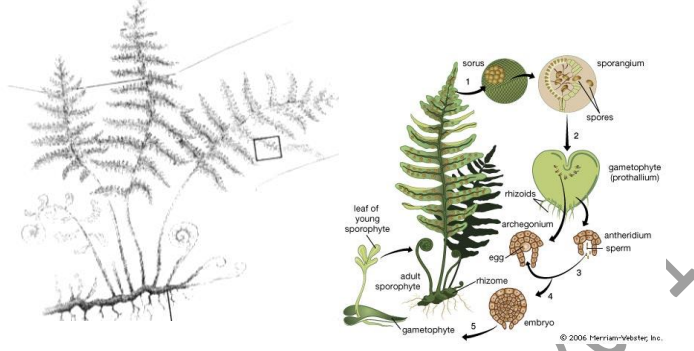 sorus
sporangium
1
spores
2
gametophyte
(prothallium)
rhizoids
leaf of
young
sporophyte
archegonium
antheridium
egg
sperm
3
adult
sporophyte
rhizome
4
embryo
gametophyte
5
© 2006 Merriam-Webster, Inc.